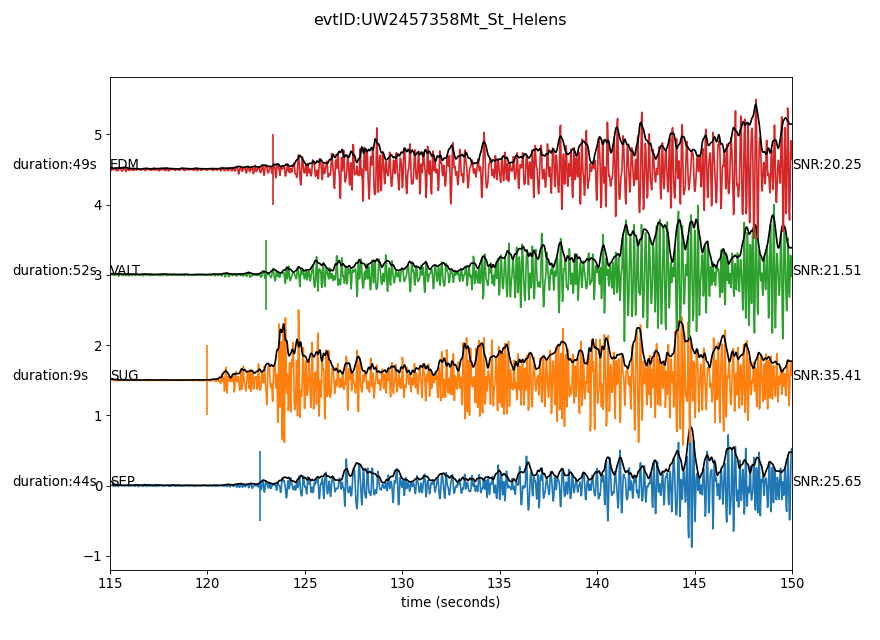 evtID:UW2457358Mt_St_Helens
5
duration:49s EDM SNR:20.25
4
duration:52s VALT SNR:21.51
3
2
duration:9s SUG SNR:35.41
1
duration:44s SEP SNR:25.65
0
−1
115 120 125 130 135 140 145 150
time (seconds)